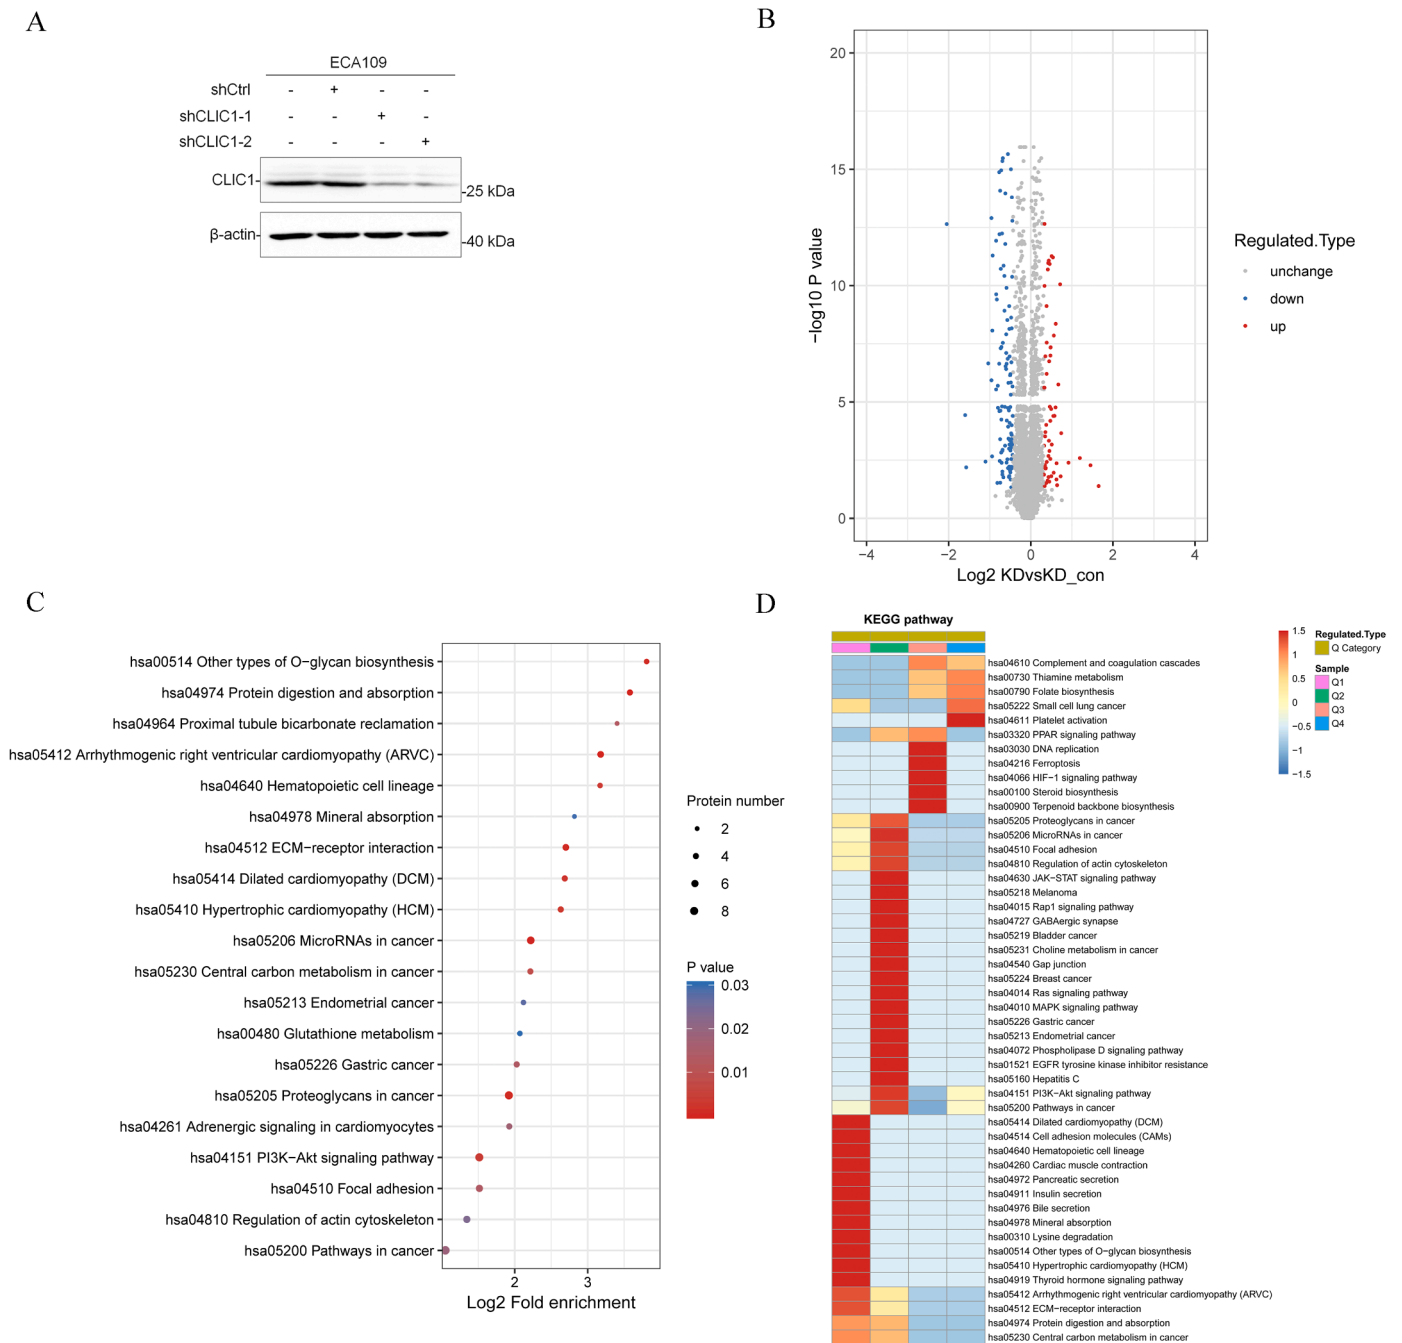 A
ECA109
shCtrl - + - -
shCLIC1-1 - - + -
shCLIC1-2 - - - +
CLIC1-
-25 kDa
β-actin-
-40 kDa
B
20
15
10
5
0
−log10 P value
−4 −2 0 2 4
Log2 KDvsKD_con
Regulated.Type
unchange
down
up
C
hsa00514 Other types of O−glycan biosynthesis
hsa04974 Protein digestion and absorption
hsa04964 Proximal tubule bicarbonate reclamation
hsa05412 Arrhythmogenic right ventricular cardiomyopathy (ARVC)
hsa04640 Hematopoietic cell lineage
hsa04978 Mineral absorption
hsa04512 ECM−receptor interaction
hsa05414 Dilated cardiomyopathy (DCM)
hsa05410 Hypertrophic cardiomyopathy (HCM)
hsa05206 MicroRNAs in cancer
hsa05230 Central carbon metabolism in cancer
hsa05213 Endometrial cancer
hsa00480 Glutathione metabolism
hsa05226 Gastric cancer
hsa05205 Proteoglycans in cancer
hsa04261 Adrenergic signaling in cardiomyocytes
hsa04151 PI3K−Akt signaling pathway
hsa04510 Focal adhesion
hsa04810 Regulation of actin cytoskeleton
hsa05200 Pathways in cancer
2 3
Log2 Fold enrichment
Protein number
2
4
6
8
P value
0.03
0.02
0.01
D
KEGG pathway
hsa04610 Complement and coagulation cascades
hsa00730 Thiamine metabolism
hsa00790 Folate biosynthesis
hsa05222 Small cell lung cancer
hsa04611 Platelet activation
hsa03320 PPAR signaling pathway
hsa03030 DNA replication
hsa04216 Ferroptosis
hsa04066 HIF−1 signaling pathway
hsa00100 Steroid biosynthesis
hsa00900 Terpenoid backbone biosynthesis
hsa05205 Proteoglycans in cancer
hsa05206 MicroRNAs in cancer
hsa04510 Focal adhesion
hsa04810 Regulation of actin cytoskeleton
hsa04630 JAK−STAT signaling pathway
hsa05218 Melanoma
hsa04015 Rap1 signaling pathway
hsa04727 GABAergic synapse
hsa05219 Bladder cancer
hsa05231 Choline metabolism in cancer
hsa04540 Gap junction
hsa05224 Breast cancer
hsa04014 Ras signaling pathway
hsa04010 MAPK signaling pathway
hsa05226 Gastric cancer
hsa05213 Endometrial cancer
hsa04072 Phospholipase D signaling pathway
hsa01521 EGFR tyrosine kinase inhibitor resistance
hsa05160 Hepatitis C
hsa04151 PI3K−Akt signaling pathway
hsa05200 Pathways in cancer
hsa05414 Dilated cardiomyopathy (DCM)
hsa04514 Cell adhesion molecules (CAMs)
hsa04640 Hematopoietic cell lineage
hsa04260 Cardiac muscle contraction
hsa04972 Pancreatic secretion
hsa04911 Insulin secretion
hsa04976 Bile secretion
hsa04978 Mineral absorption
hsa00310 Lysine degradation
hsa00514 Other types of O−glycan biosynthesis
hsa05410 Hypertrophic cardiomyopathy (HCM)
hsa04919 Thyroid hormone signaling pathway
hsa05412 Arrhythmogenic right ventricular cardiomyopathy (ARVC)
hsa04512 ECM−receptor interaction
hsa04974 Protein digestion and absorption
hsa05230 Central carbon metabolism in cancer
1.5
1
0.5
0
−0.5
−1
−1.5
Regulated.Type
Q Category
Sample
Q1
Q2
Q3
Q4